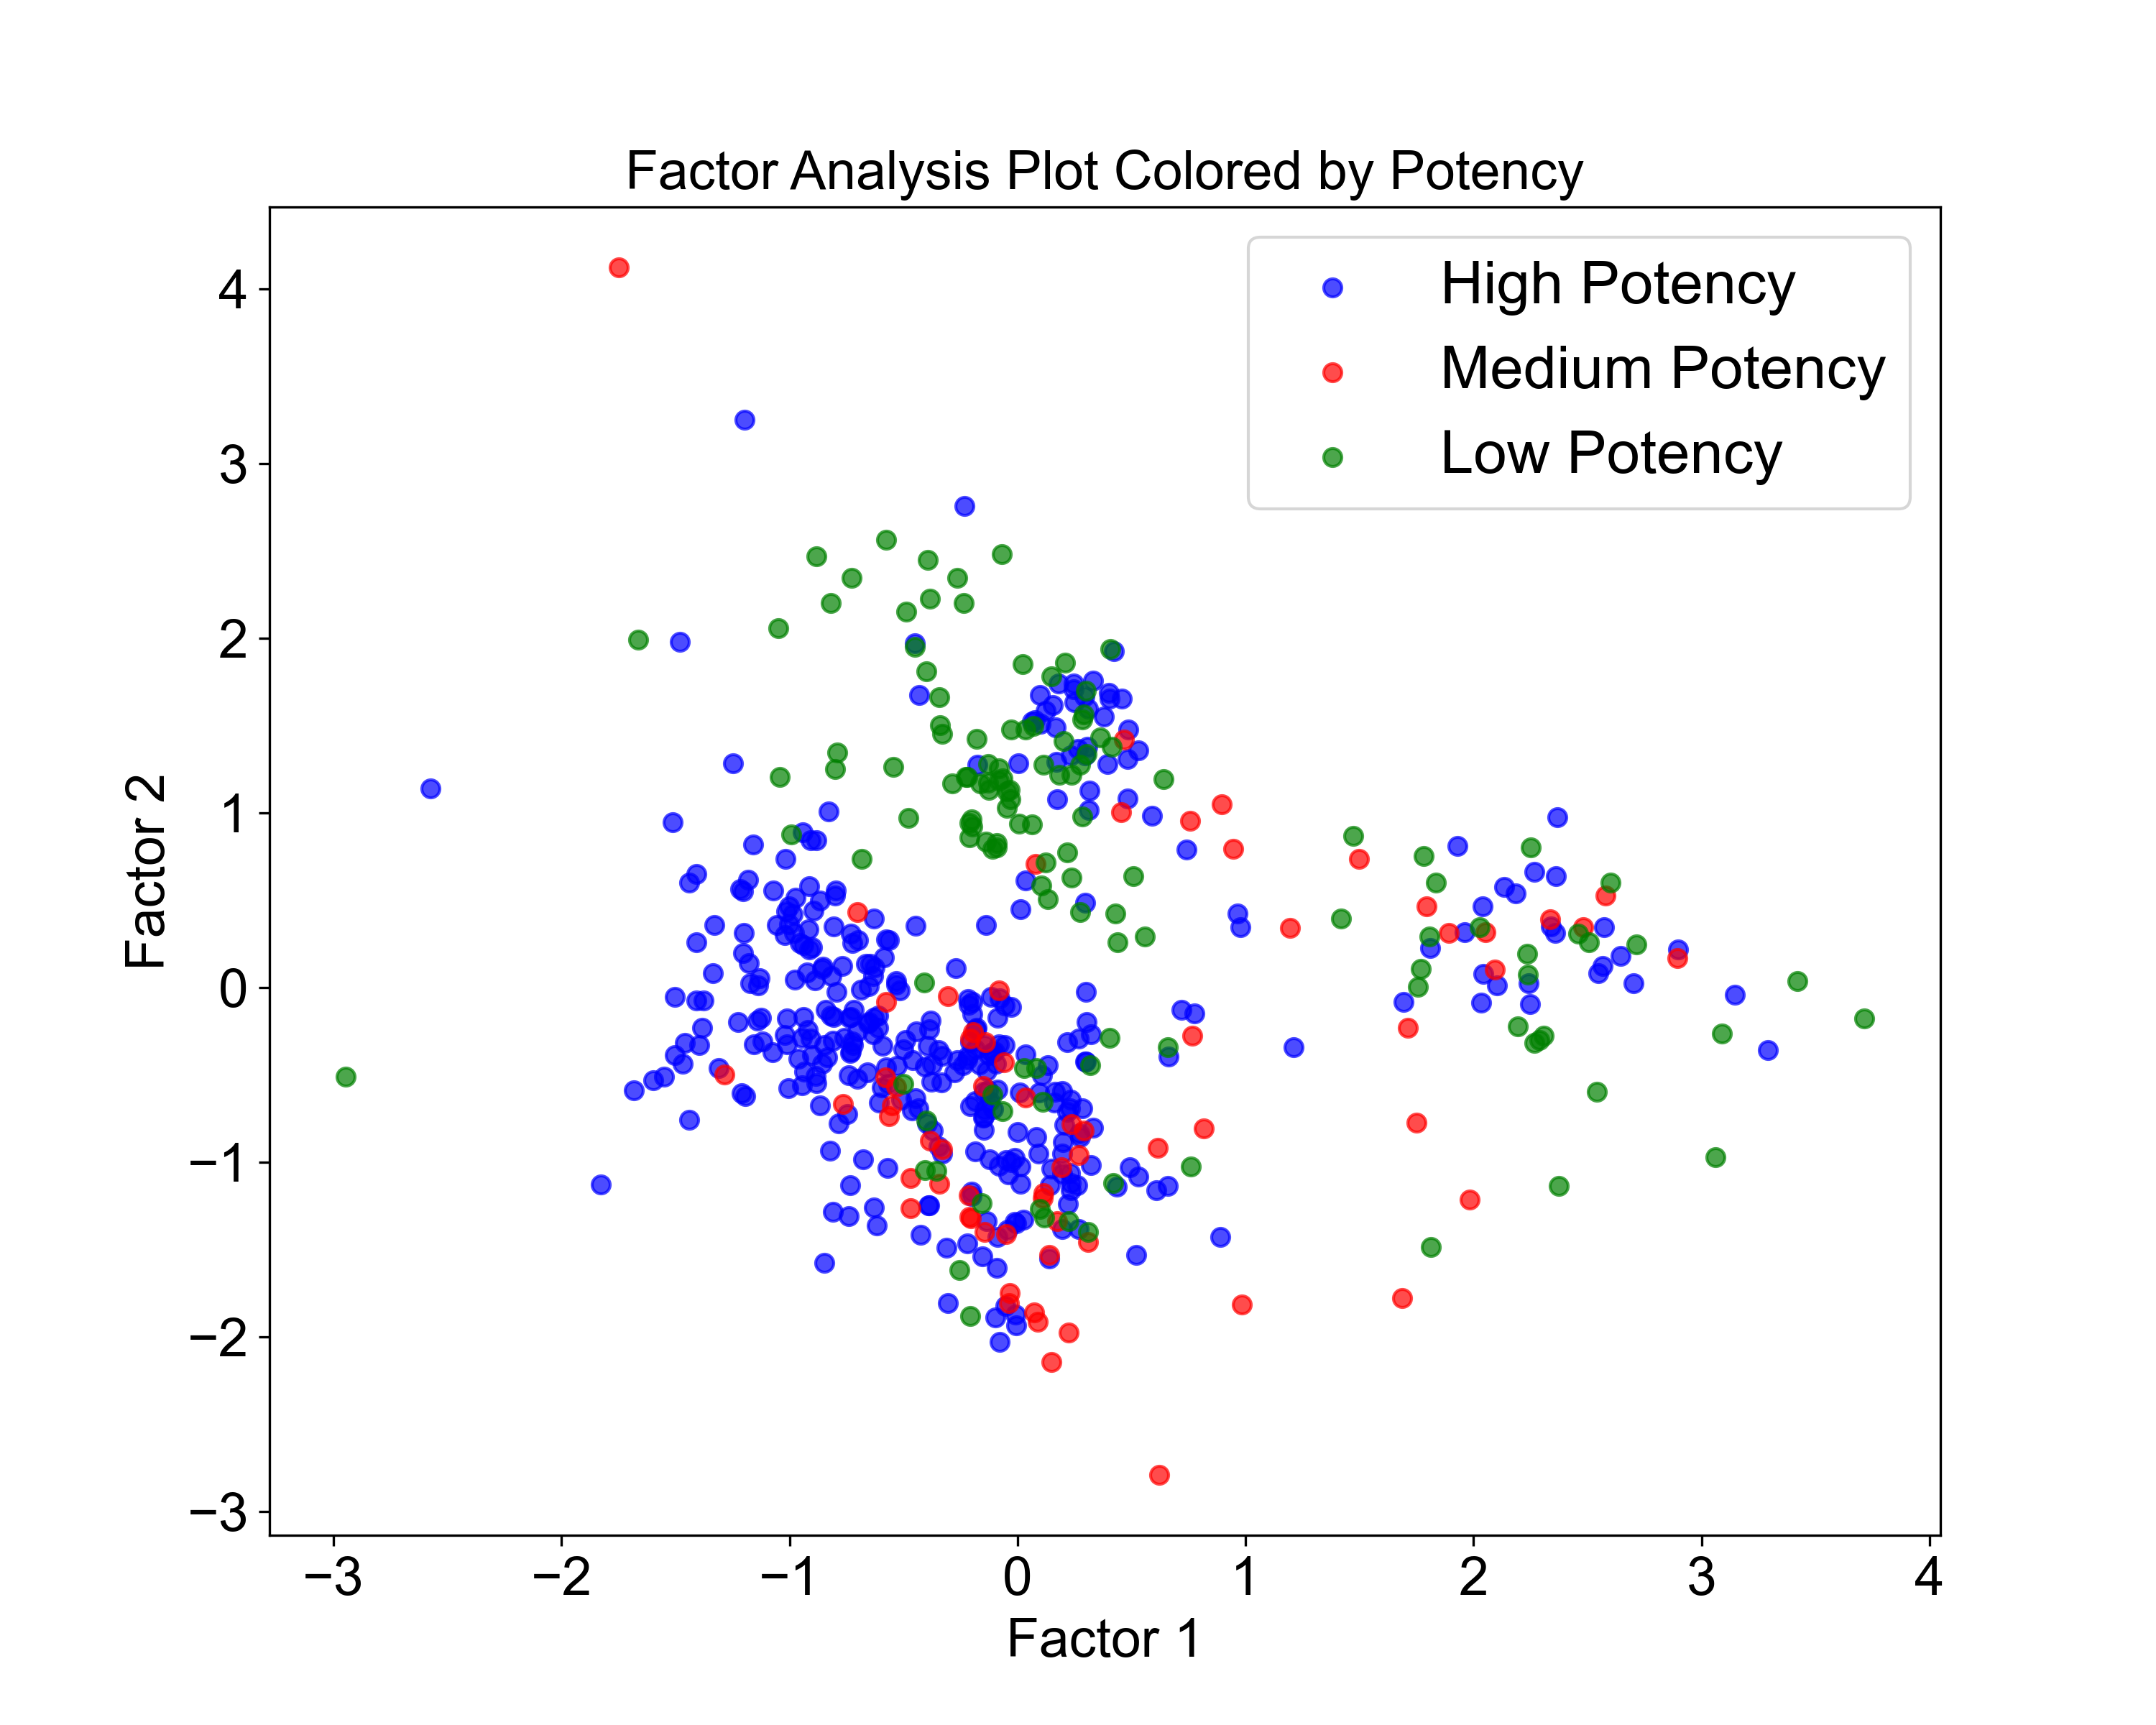 Factor Analysis Plot Colored by Potency
High Potency
Medium Potency
Low Potency
4
3
2
1
0
−1
−2
−3
Factor 2
−3 −2 −1 0 1 2 3 4
Factor 1